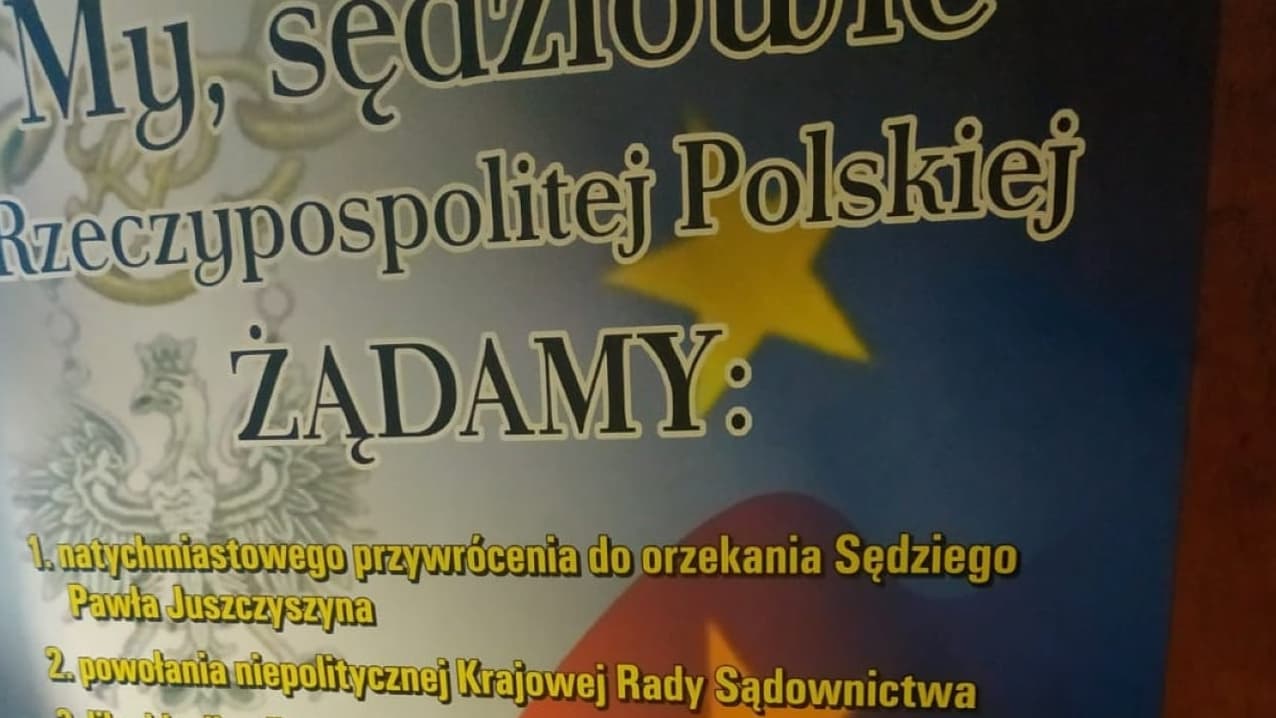 My, sędziowie
Rzeczypospolitej Polskiej
ŻĄDAMY:
1. natychmiastowego przywrócenia do orzekania Sędziego
Pawła Juszczyszyna
2. powołania niepolitycznej Krajowej Rady Sądownictwa